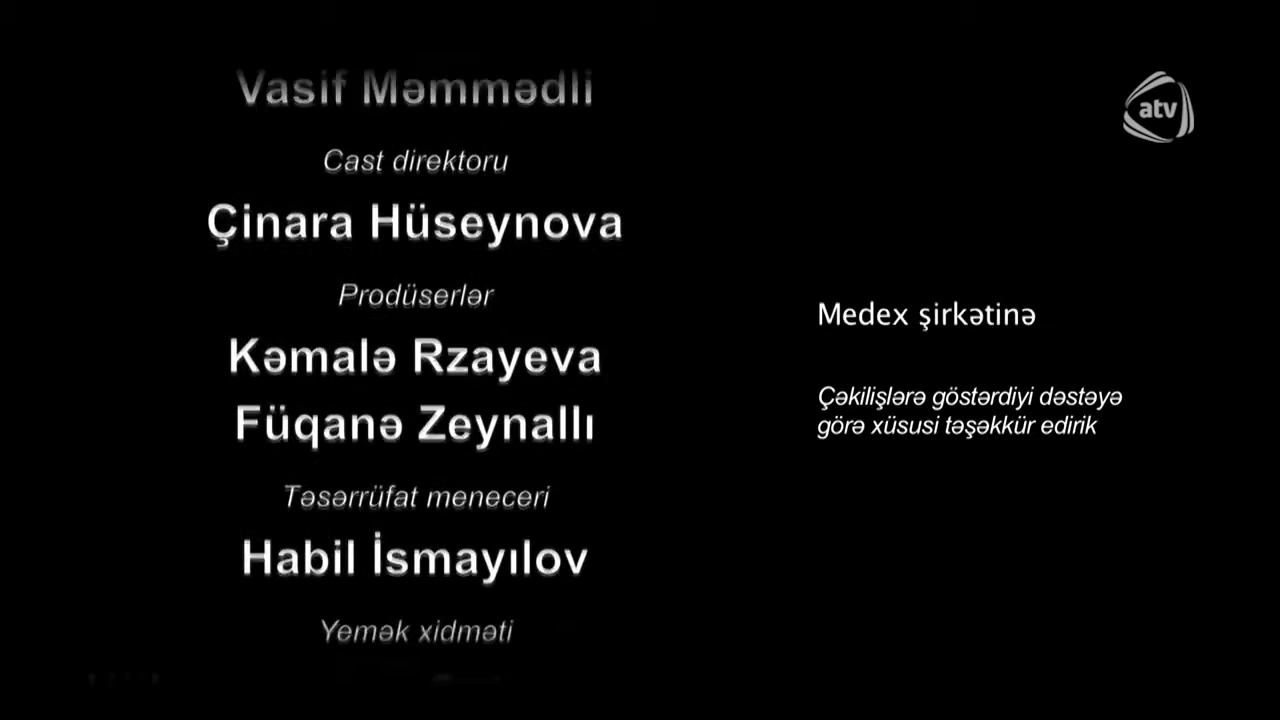 Vasif Məmmədli
Cast direktoru
Çinara Hüseynova
Prodüserlər
Kəmalə Rzayeva
Füqanə Zeynallı
Təsərrüfat meneceri
Habil İsmayılov
Yemək xidməti
atv
Medex şirkətinə
Çəkilişlərə göstərdiyi dəstəyə
görə xüsusi təşəkkür edirik